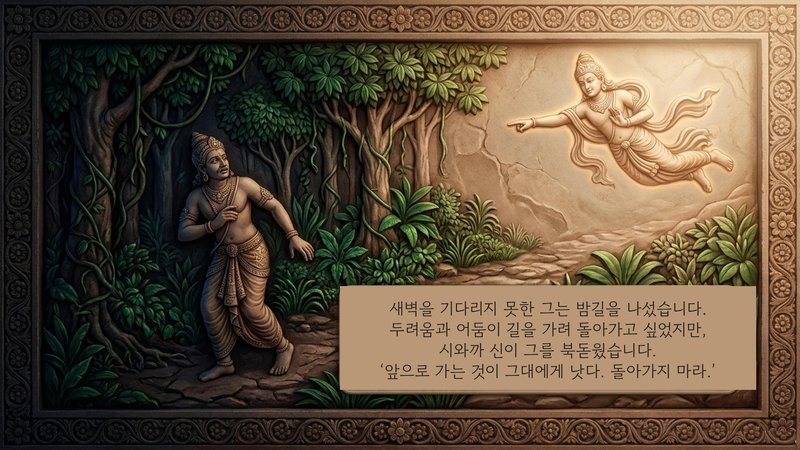 새벽을 기다리지 못한 그는 밤길을 나섰습니다.
두려움과 어둠이 길을 가려 돌아가고 싶었지만,
시와까 신이 그를 북돋웠습니다.
‘앞으로 가는 것이 그대에게 낫다. 돌아가지 마라.’